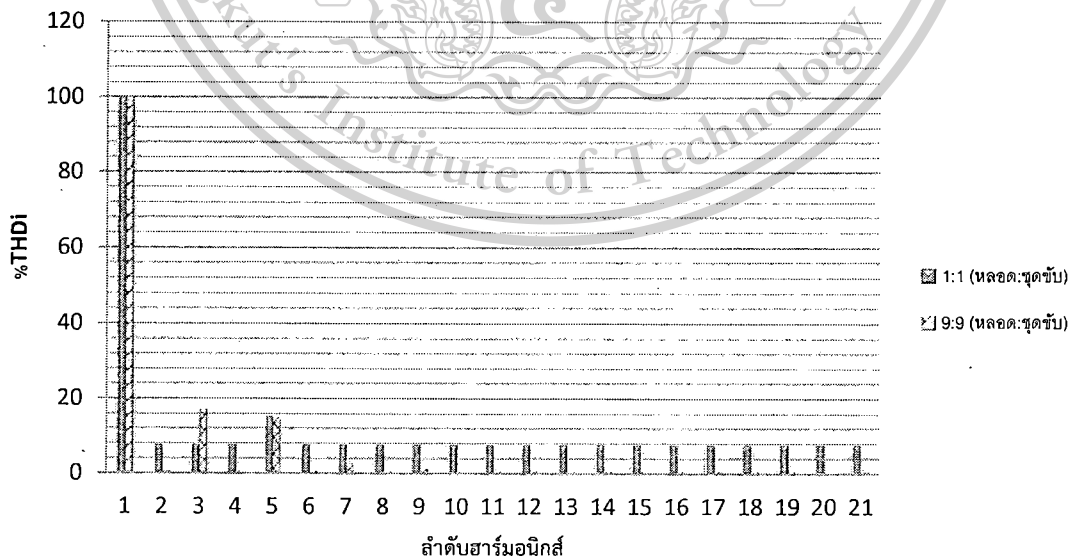 120
100
80
60
40
20
0
%THDi
1 2 3 4 5 6 7 8 9 10 11 12 13 14 15 16 17 18 19 20 21
ลำดับฮาร์มอนิกส์
1:1 (หลอด:ชุดขับ)
9:9 (หลอด:ชุดขับ)
kut's Institute of Technology